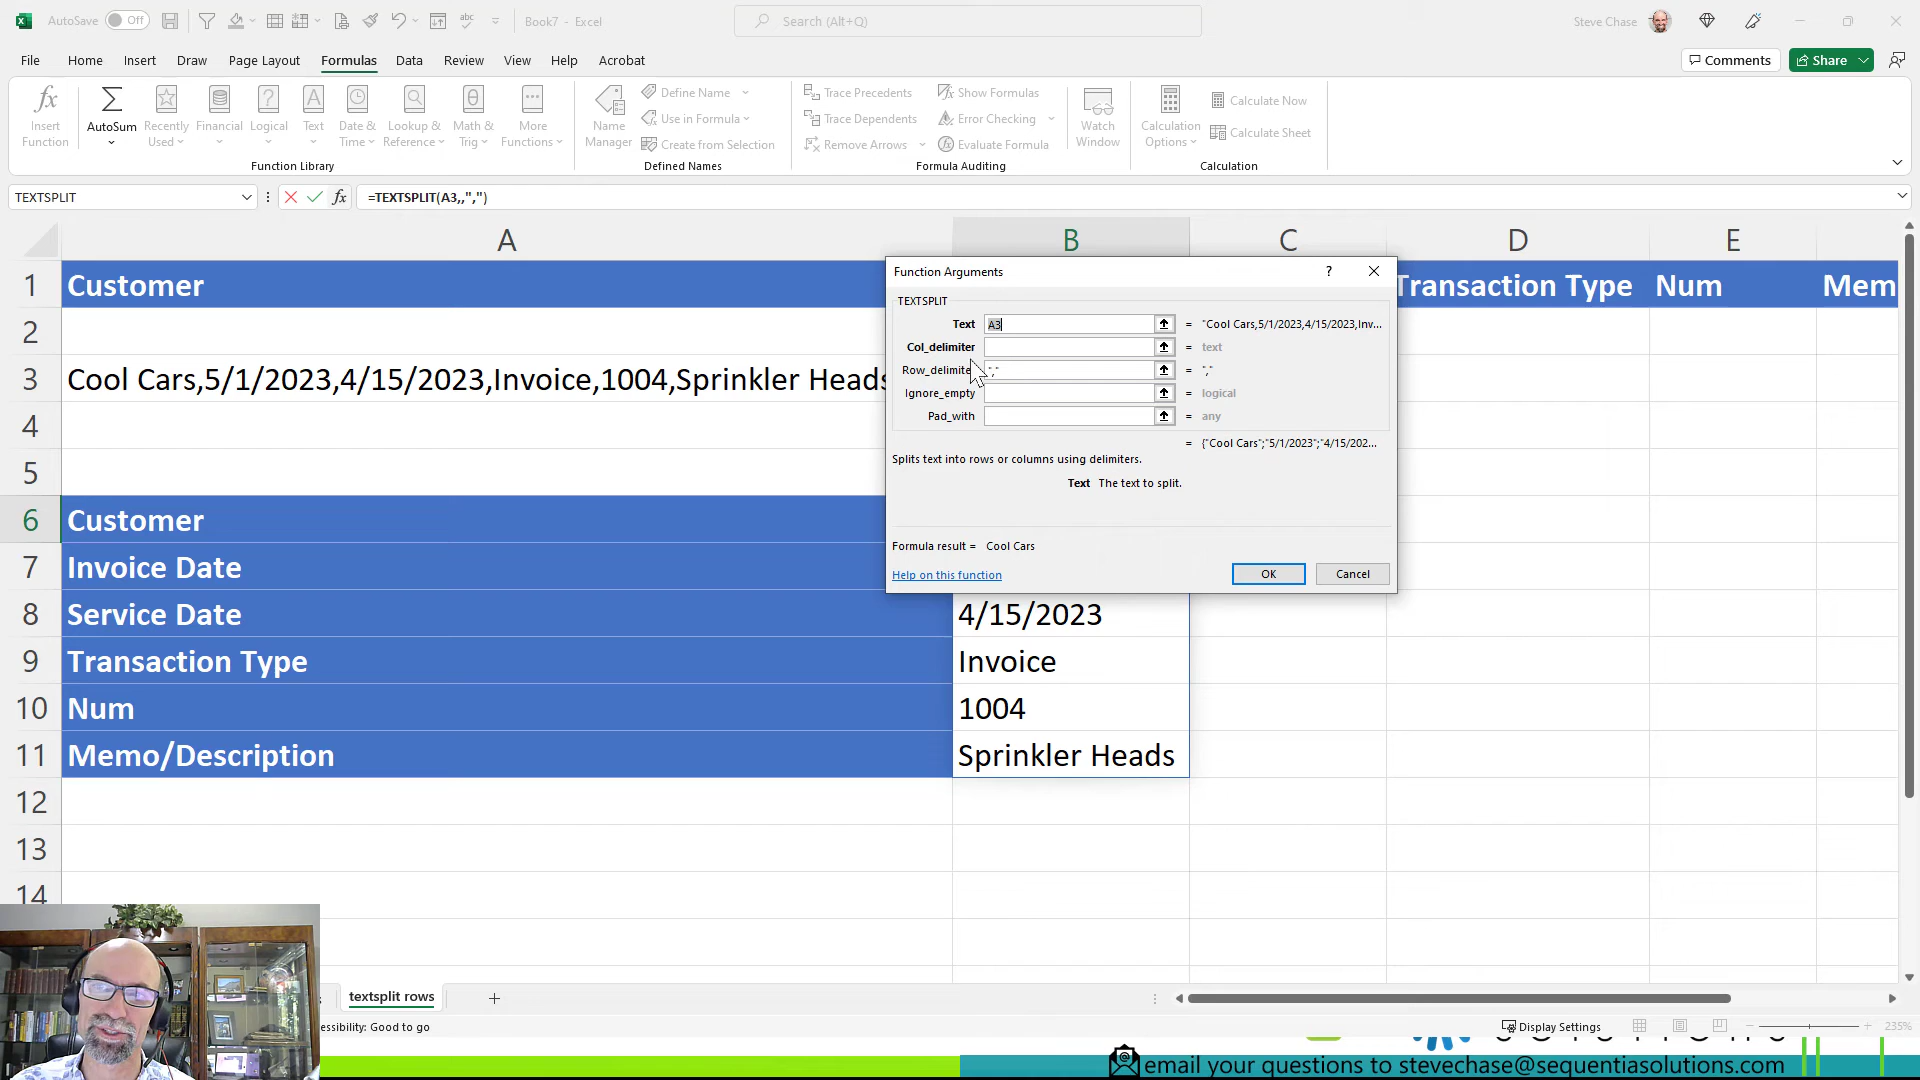 AutoSave Off Book7 - Excel Search (Alt+Q) Steve Chase
File Home Insert Draw Page Layout Formulas Data Review View Help Acrobat Comments Share
Insert Function
AutoSum
Recently Used
Financial
Logical
Text
Date & Time
Lookup & Reference
Math & Trig
More Functions
Function Library
Name Manager
Define Name
Use in Formula
Create from Selection
Defined Names
Trace Precedents
Trace Dependents
Remove Arrows
Show Formulas
Error Checking
Evaluate Formula
Formula Auditing
Watch Window
Calculation Options
Calculate Now
Calculate Sheet
Calculation
TEXTSPLIT fx =TEXTSPLIT(A3,,",")
A B C D E
1 Customer Transaction Type Num Mem
2
3 Cool Cars,5/1/2023,4/15/2023,Invoice,1004,Sprinkler Heads
4
5
6 Customer
7 Invoice Date
8 Service Date 4/15/2023
9 Transaction Type Invoice
10 Num 1004
11 Memo/Description Sprinkler Heads
12
13
14
Function Arguments ?
TEXTSPLIT
Text A3 = "Cool Cars,5/1/2023,4/15/2023,Inv...
Col_delimiter = text
Row_delimite "," = ","
Ignore_empty = logical
Pad_with = any
= {"Cool Cars";"5/1/2023";"4/15/202...
Splits text into rows or columns using delimiters.
Text The text to split.
Formula result = Cool Cars
Help on this function OK Cancel
textsplit rows
ssibility: Good to go Display Settings 235%
email your questions to stevechase@sequentiasolutions.com